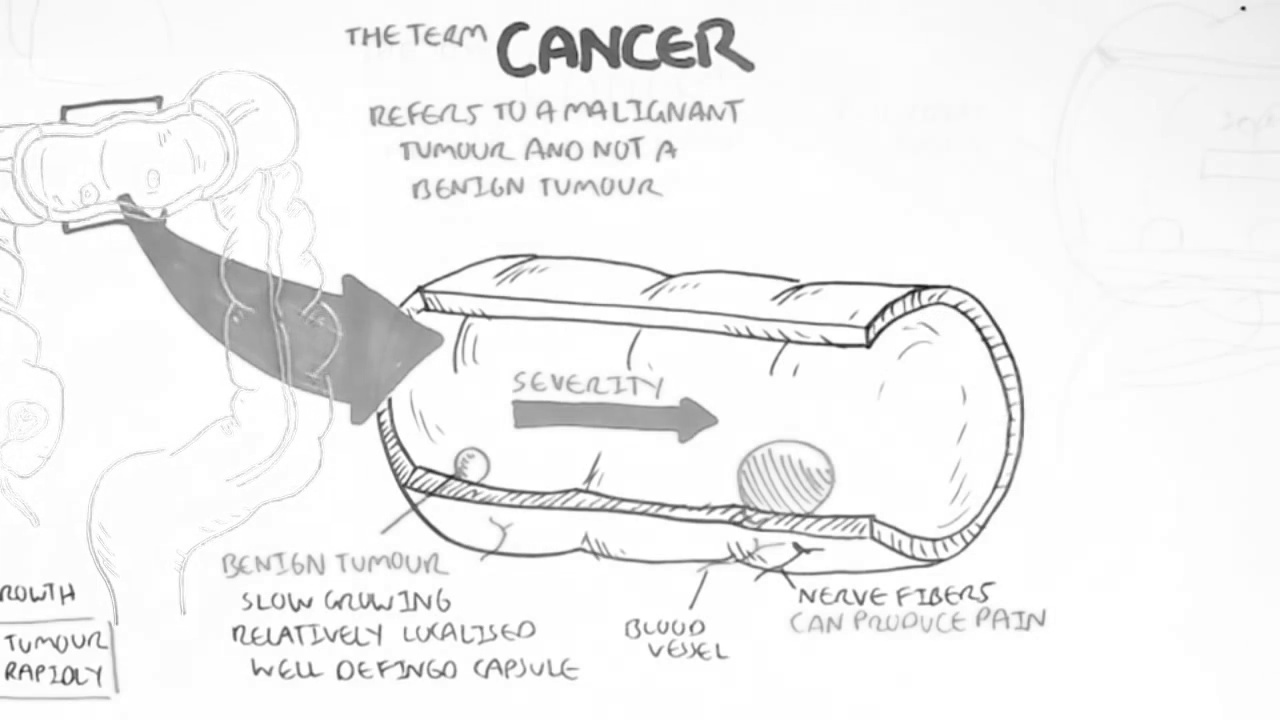 THE TERM CANCER
REFERS TO A MALIGNANT
TUMOUR AND NOT A
BENIGN TUMOUR
SEVERITY
BENIGN TUMOUR
SLOW GROWING
RELATIVELY LOCALISED
WELL DEFINED CAPSULE
BLOOD
VESSEL
NERVE FIBERS
CAN PRODUCE PAIN
ROWTH
TUMOUR
RAPIDLY